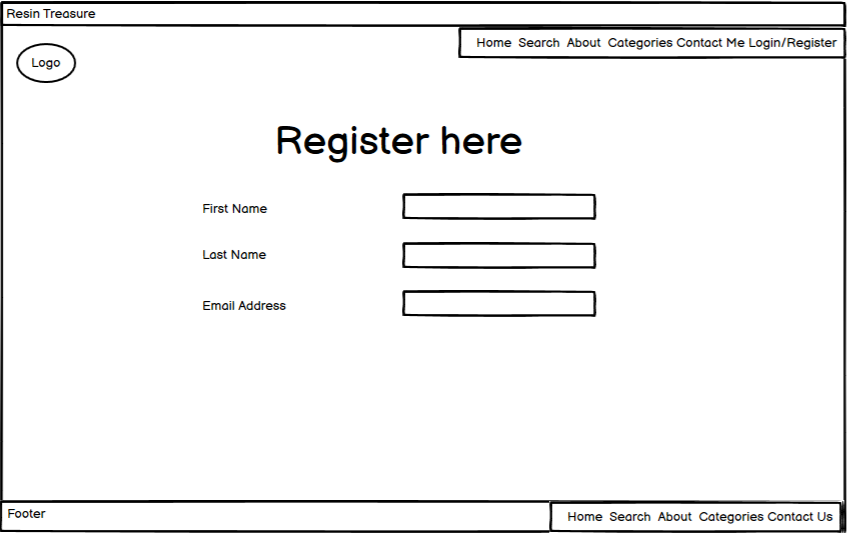 Resin Treasure
Home Search About Categories Contact Me Login/Register
Logo
Register here
First Name
Last Name
Email Address
Footer
Home Search About Categories Contact Us